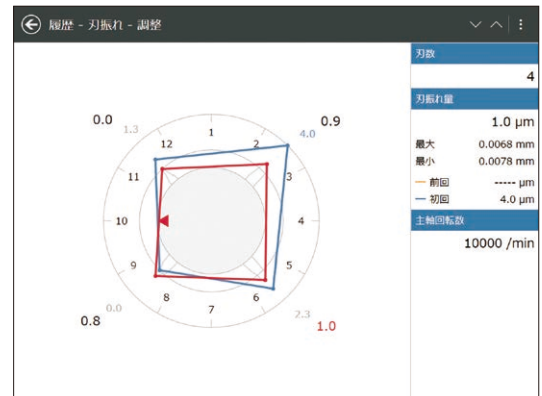 履歴 - 刃振れ - 調整
0.0
1.3
4.0
0.9
12
1
2
11
3
10
4
9
5
8
7
6
0.8
0.0
2.3
1.0
刃数
4
刃振れ量
1.0 µm
最大 0.0068 mm
最小 0.0078 mm
前回 ----- µm
初回 4.0 µm
主軸回転数
10000 /min